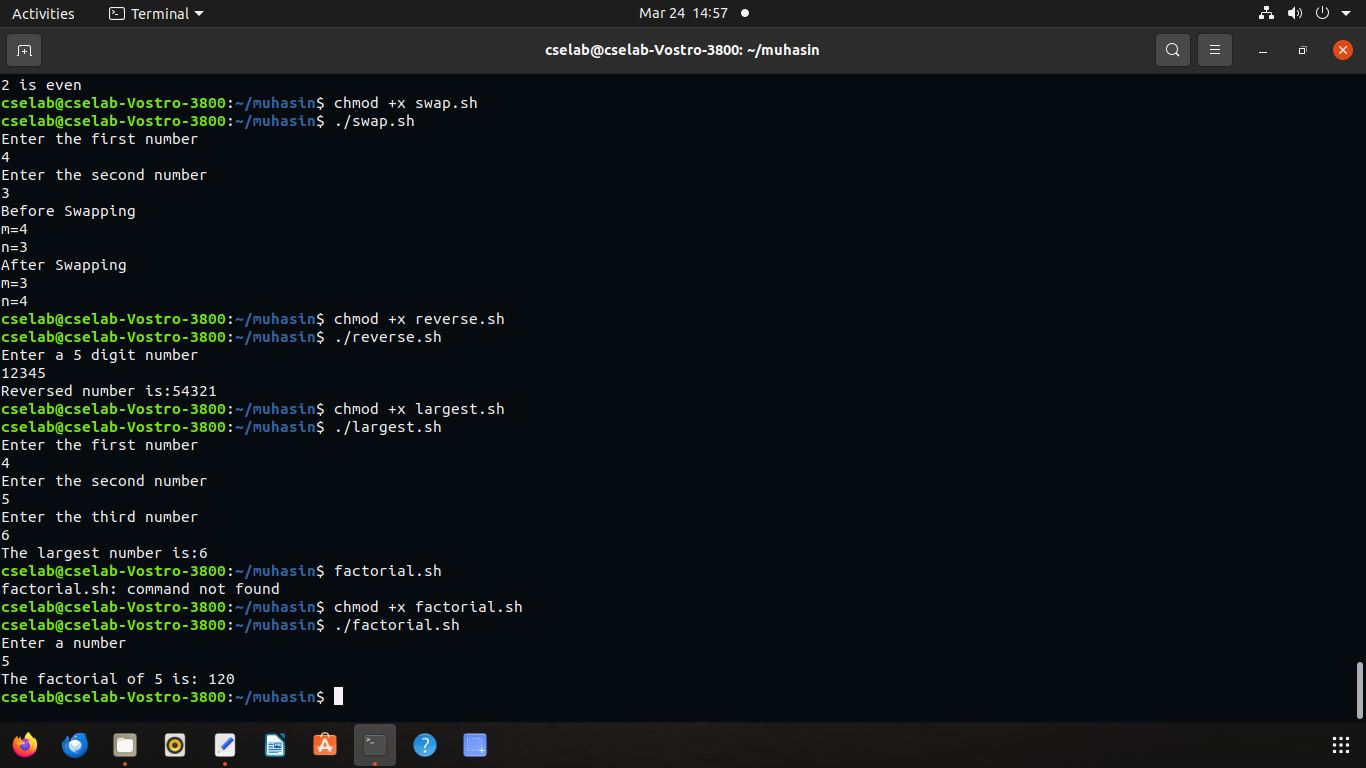 Activities Terminal Mar 24 14:57
cselab@cselab-Vostro-3800: ~/muhasin
2 is even
cselab@cselab-Vostro-3800:~/muhasin$ chmod +x swap.sh
cselab@cselab-Vostro-3800:~/muhasin$ ./swap.sh
Enter the first number
4
Enter the second number
3
Before Swapping
m=4
n=3
After Swapping
m=3
n=4
cselab@cselab-Vostro-3800:~/muhasin$ chmod +x reverse.sh
cselab@cselab-Vostro-3800:~/muhasin$ ./reverse.sh
Enter a 5 digit number
12345
Reversed number is:54321
cselab@cselab-Vostro-3800:~/muhasin$ chmod +x largest.sh
cselab@cselab-Vostro-3800:~/muhasin$ ./largest.sh
Enter the first number
4
Enter the second number
5
Enter the third number
6
The largest number is:6
cselab@cselab-Vostro-3800:~/muhasin$ factorial.sh
factorial.sh: command not found
cselab@cselab-Vostro-3800:~/muhasin$ chmod +x factorial.sh
cselab@cselab-Vostro-3800:~/muhasin$ ./factorial.sh
Enter a number
5
The factorial of 5 is: 120
cselab@cselab-Vostro-3800:~/muhasin$